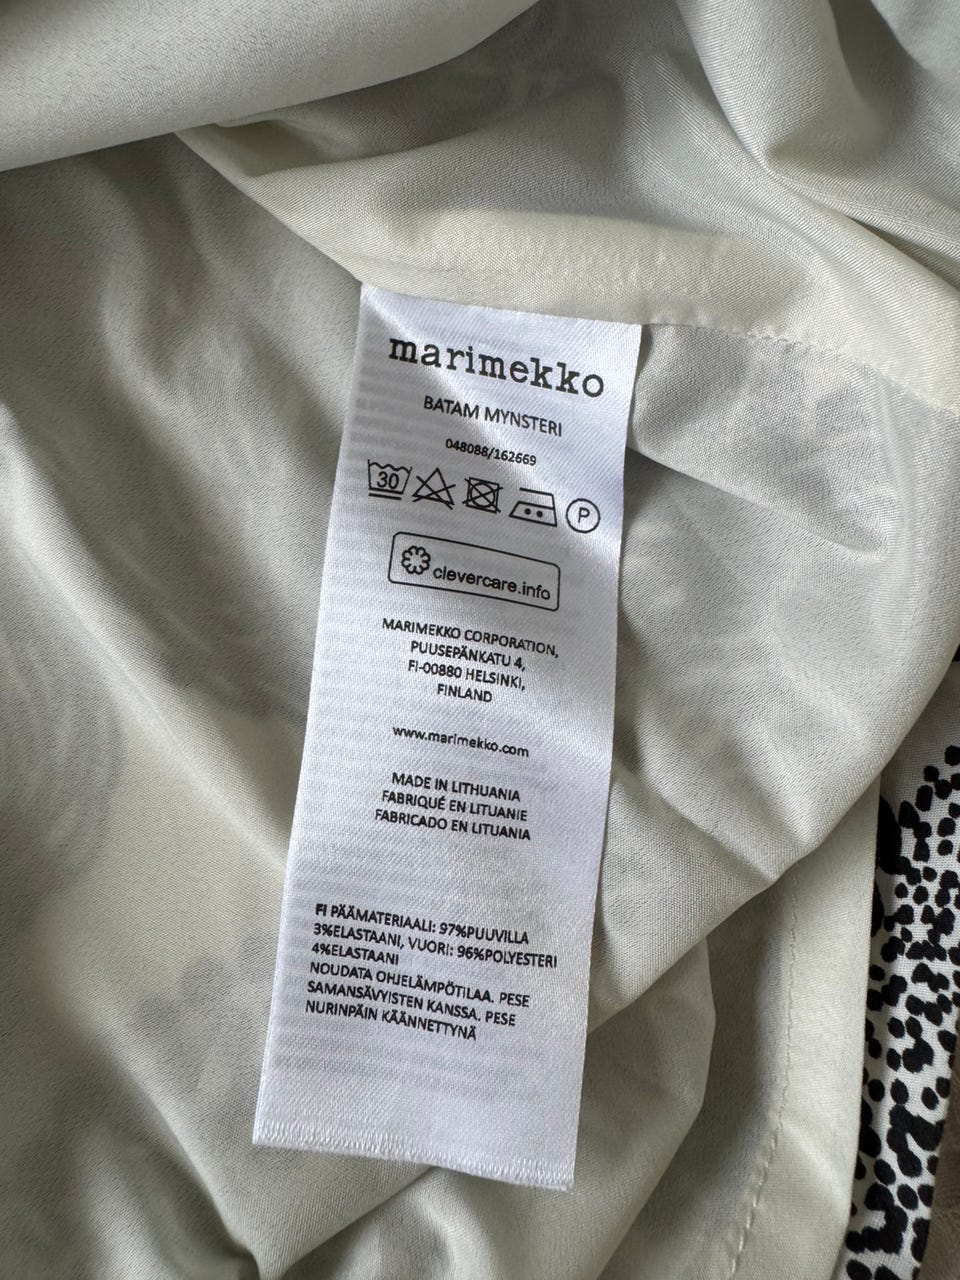 marimekko
BATAM MYNSTERI
048088/162669
30
P
clevercare.info
MARIMEKKO CORPORATION,
PUUSEPÄNKATU 4,
FI-00880 HELSINKI,
FINLAND
www.marimekko.com
MADE IN LITHUANIA
FABRIQUÉ EN LITUANIE
FABRICADO EN LITUANIA
FI PÄÄMATERIAALI: 97%PUUVILLA
3%ELASTAANI, VUORI: 96%POLYESTERI
4%ELASTAANI
NOUDATA OHJELÄMPÖTILAA. PESE
SAMANSÄVYISTEN KANSSA. PESE
NURINPÄIN KÄÄNNETTYNÄ